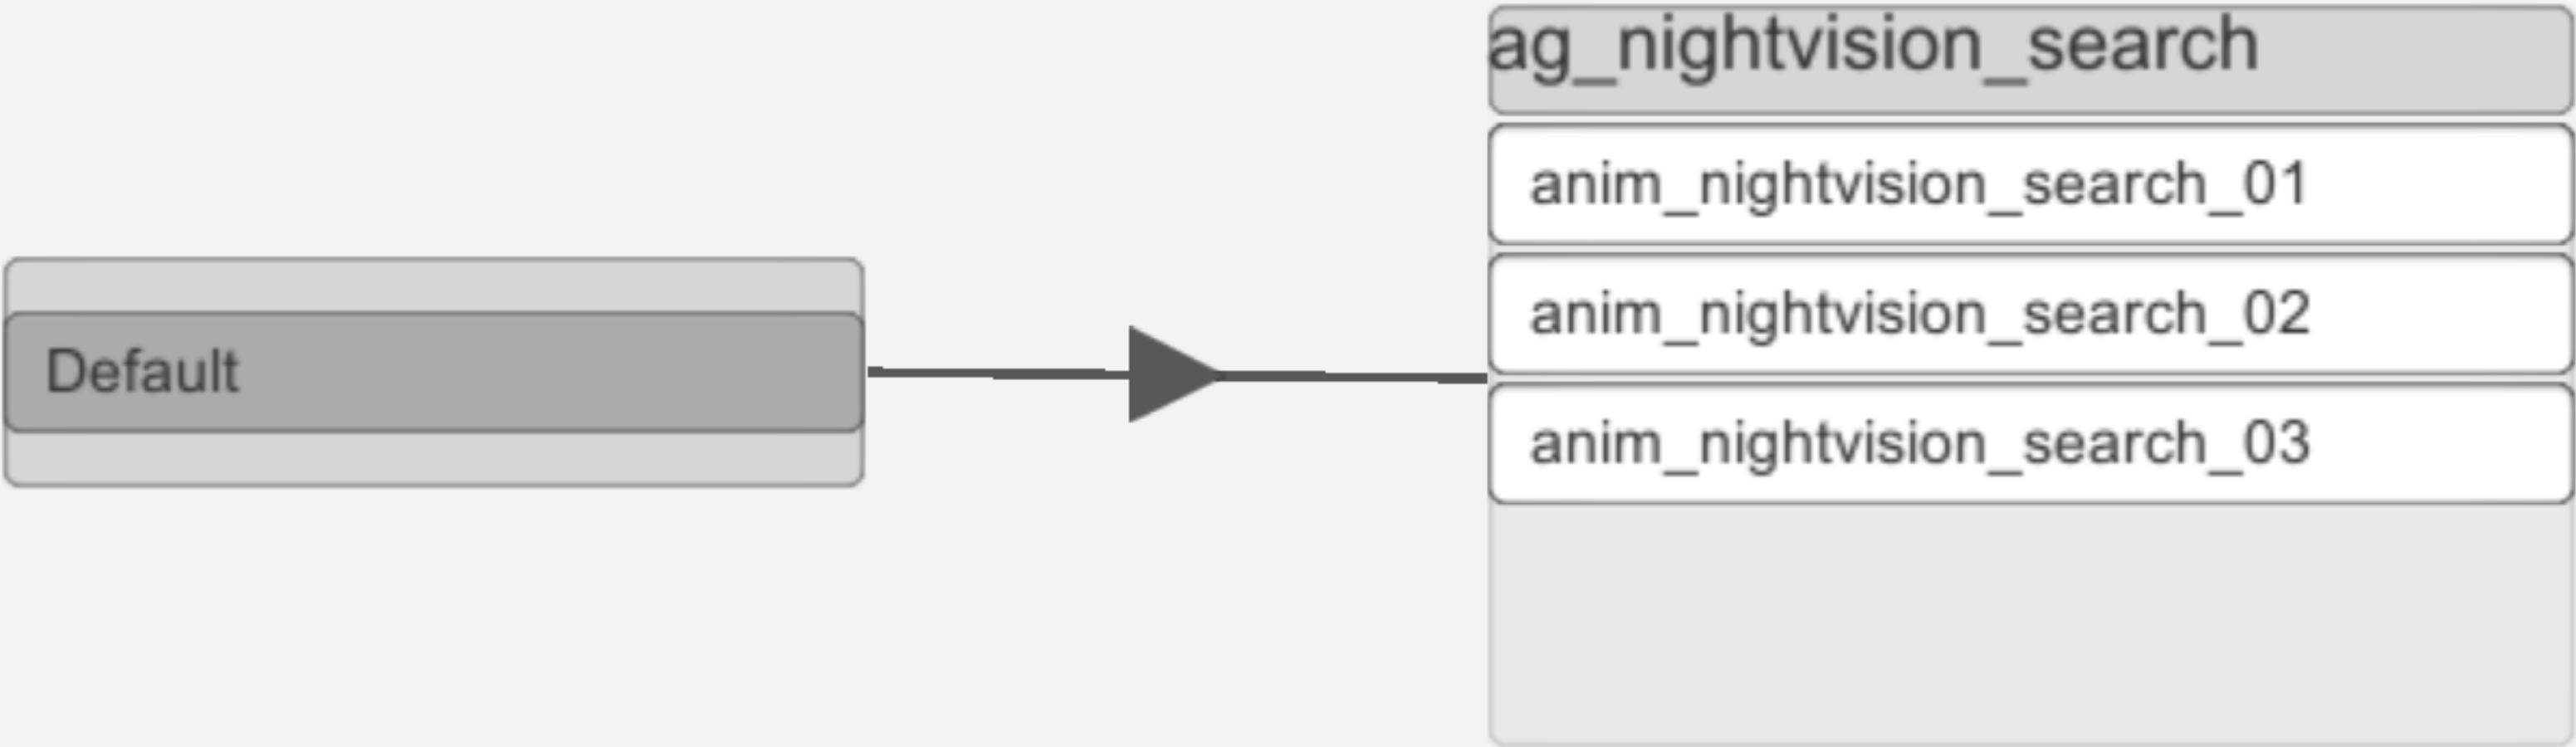 ag_nightvision_search
anim_nightvision_search_01
anim_nightvision_search_02
Default
anim_nightvision_search_03